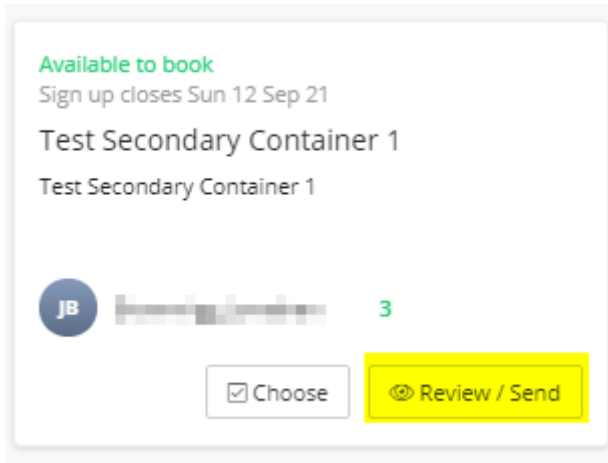 Available to book
Sign up closes Sun 12 Sep 21
Test Secondary Container 1
Test Secondary Container 1
JB 3
Choose Review / Send